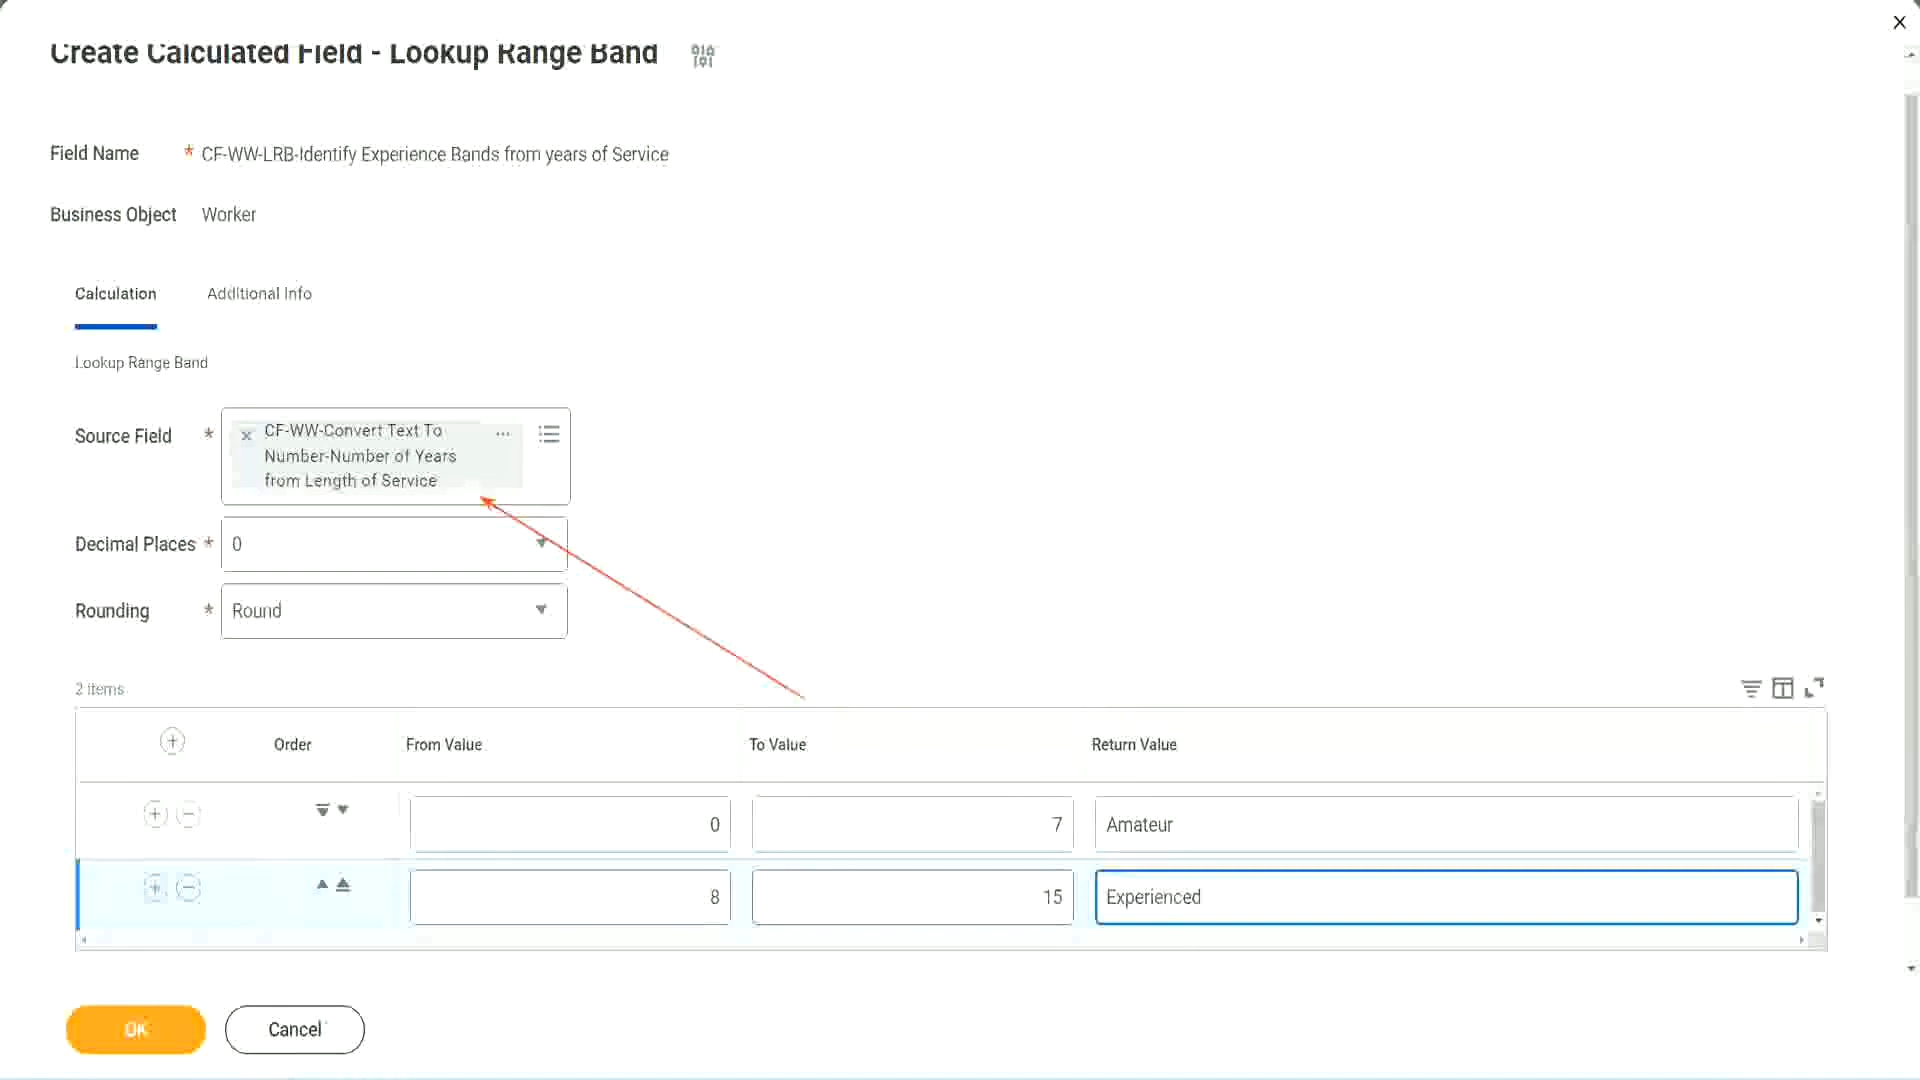 Create Calculated Field - Lookup Range Band
Field Name * CF-WW-LRB-Identify Experience Bands from years of Service
Business Object Worker
Calculation Additional Info
Lookup Range Band
Source Field * CF-WW-Convert Text To
Number-Number of Years
from Length of Service
Decimal Places * 0
Rounding * Round
2 items
Order From Value To Value Return Value
0 7 Amateur
8 15 Experienced
OK Cancel